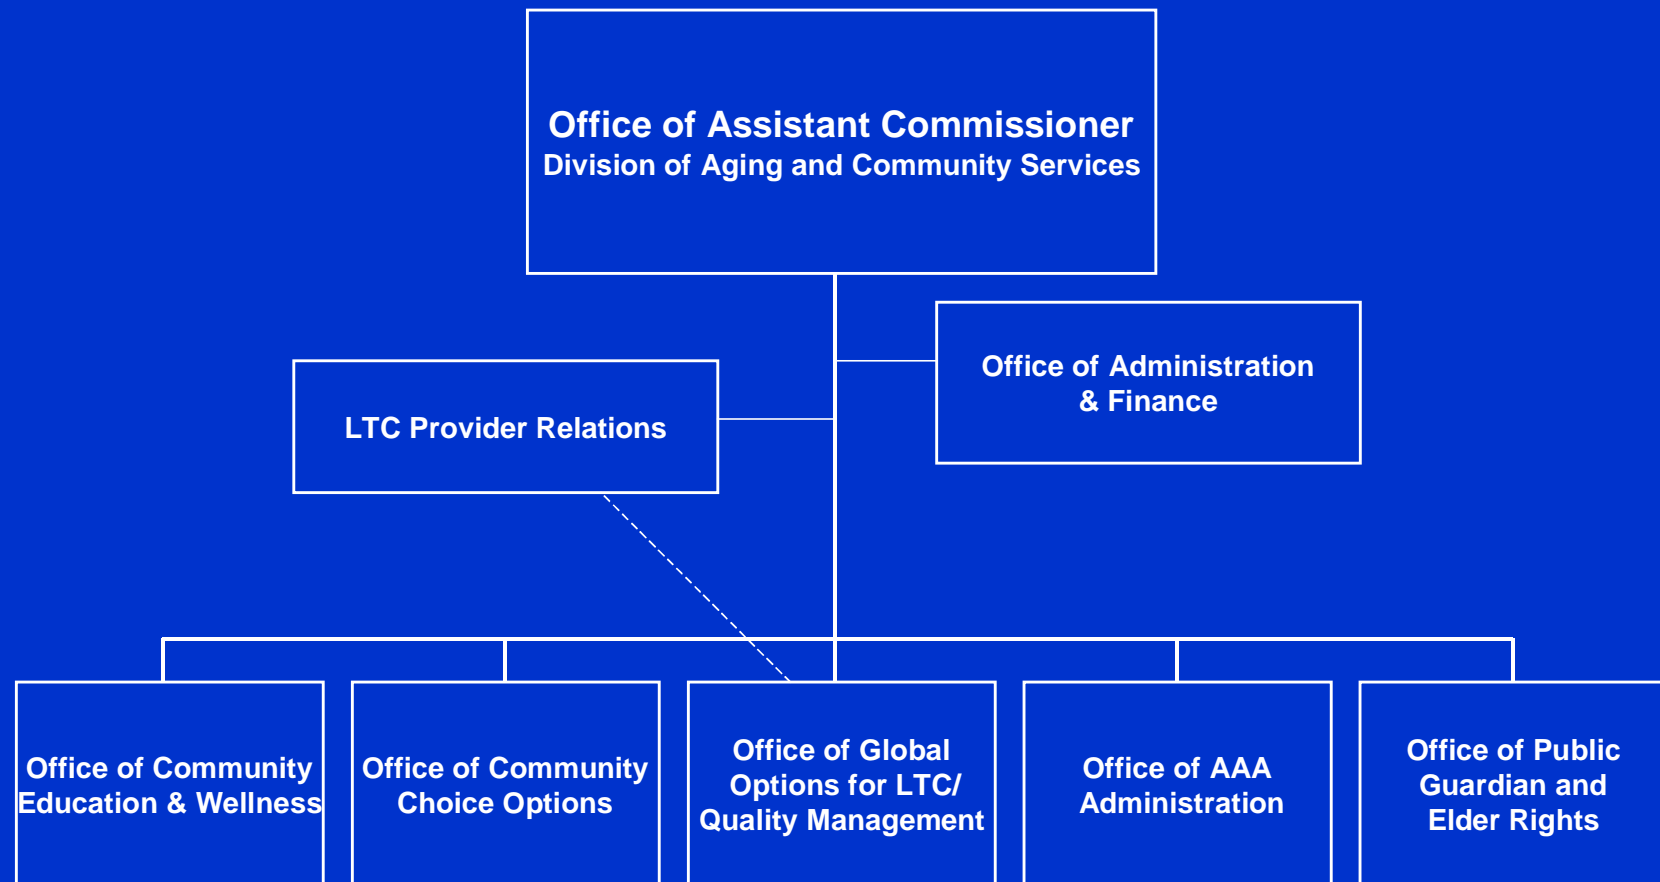 Office of Assistant Commissioner
Division of Aging and Community Services
Office of Administration
& Finance
LTC Provider Relations
Office of Community
Education & Wellness
Office of Community
Choice Options
Office of Global
Options for LTC/
Quality Management
Office of AAA
Administration
Office of Public
Guardian and
Elder Rights